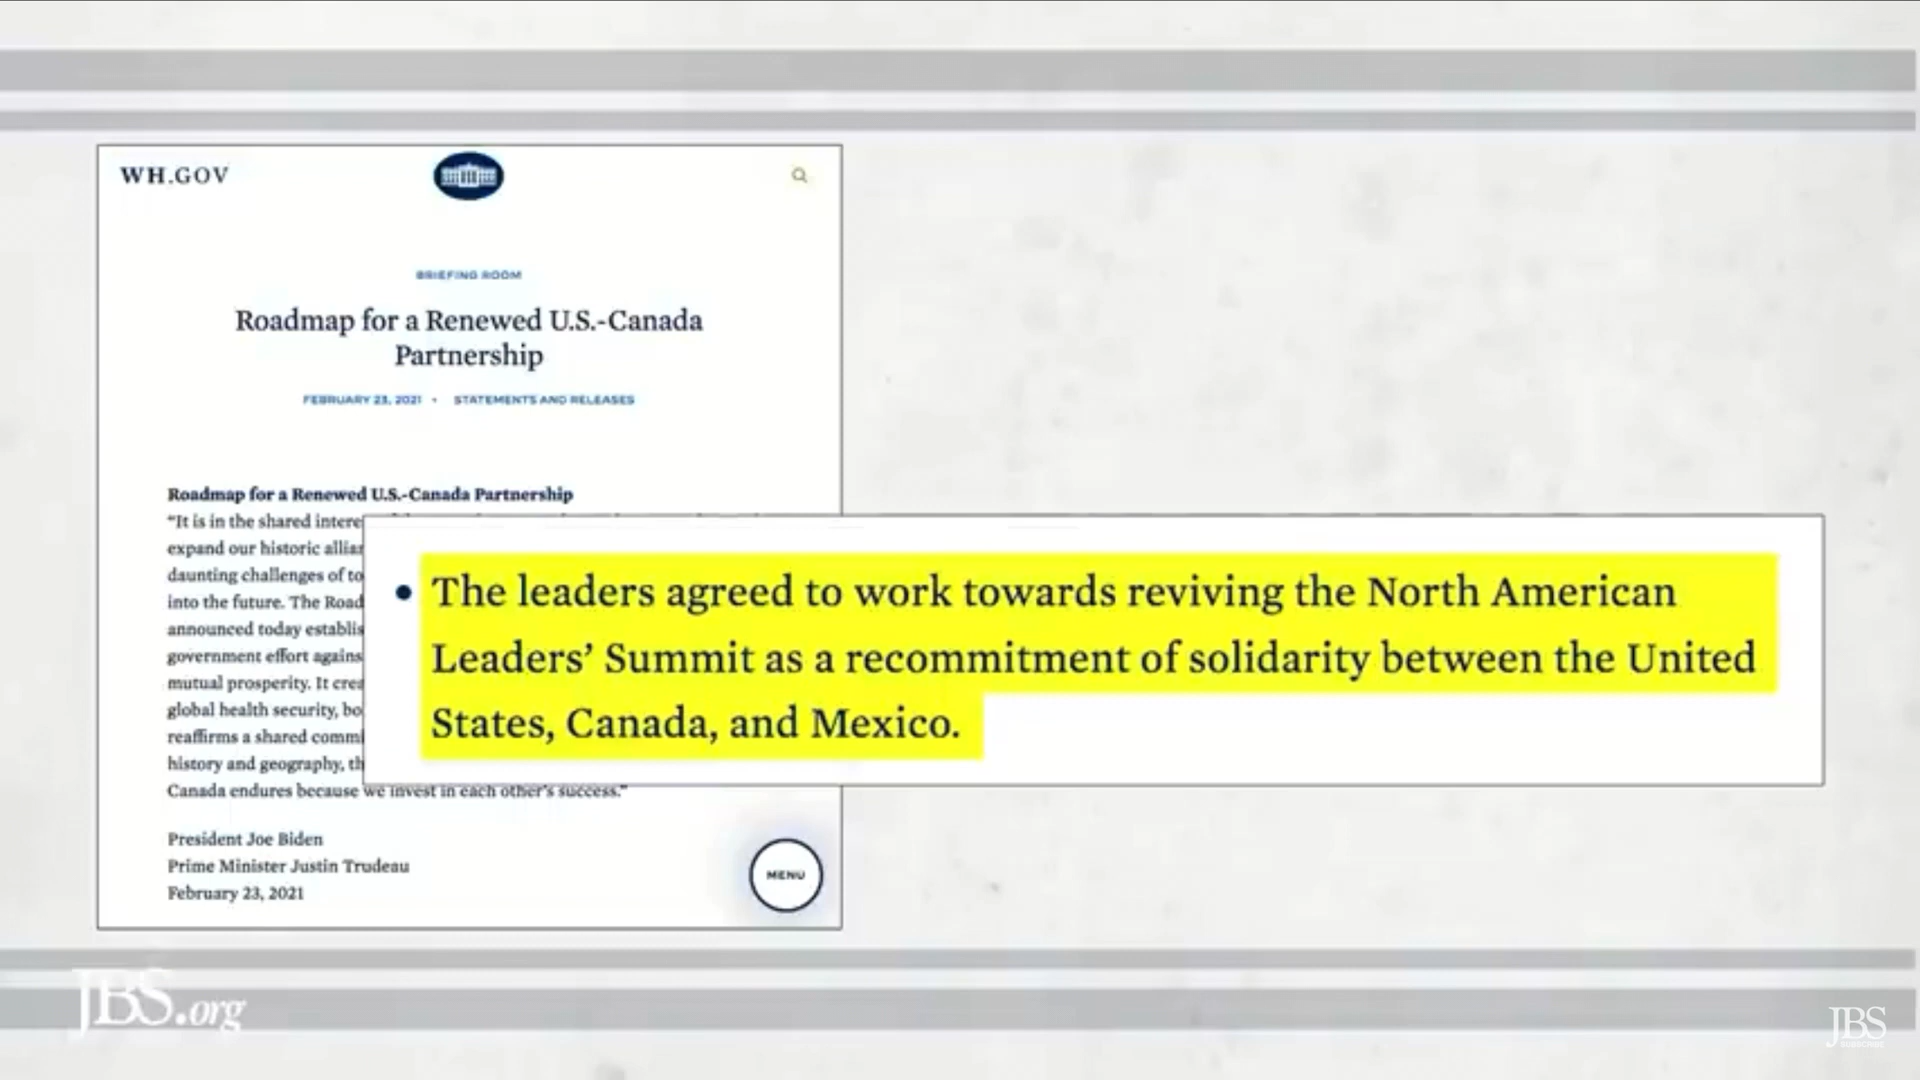 WH.GOV
BRIEFING ROOM
Roadmap for a Renewed U.S.-Canada
Partnership
FEBRUARY 23, 2021 • STATEMENTS AND RELEASES
Roadmap for a Renewed U.S.-Canada Partnership
“It is in the shared intere
expand our historic allian
daunting challenges of to
into the future. The Road
announced today establis
government effort agains
mutual prosperity. It crea
global health security, bo
reaffirms a shared commi
history and geography, th
Canada endures because we invest in each other’s success.”
• The leaders agreed to work towards reviving the North American
Leaders’ Summit as a recommitment of solidarity between the United
States, Canada, and Mexico.
President Joe Biden
Prime Minister Justin Trudeau
February 23, 2021
MENU
JBS.org
JBS
SUBSCRIBE